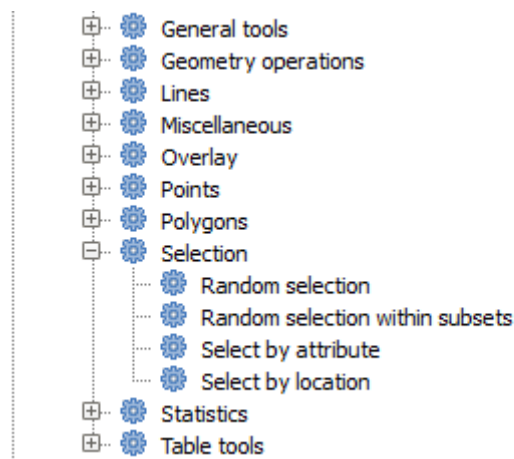 General tools
Geometry operations
Lines
Miscellaneous
Overlay
Points
Polygons
Selection
Random selection
Random selection within subsets
Select by attribute
Select by location
Statistics
Table tools